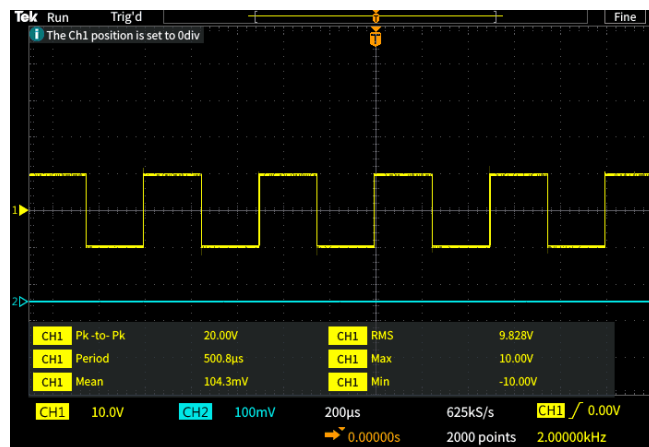 Tek Run Trig'd Fine
The Ch1 position is set to 0div
1
2
CH1 Pk-to-Pk 20.00V CH1 RMS 9.828V
CH1 Period 500.8µs CH1 Max 10.00V
CH1 Mean 104.3mV CH1 Min -10.00V
CH1 10.0V CH2 100mV 200µs 625kS/s CH1 0.00V
0.00000s 2000 points 2.00000kHz